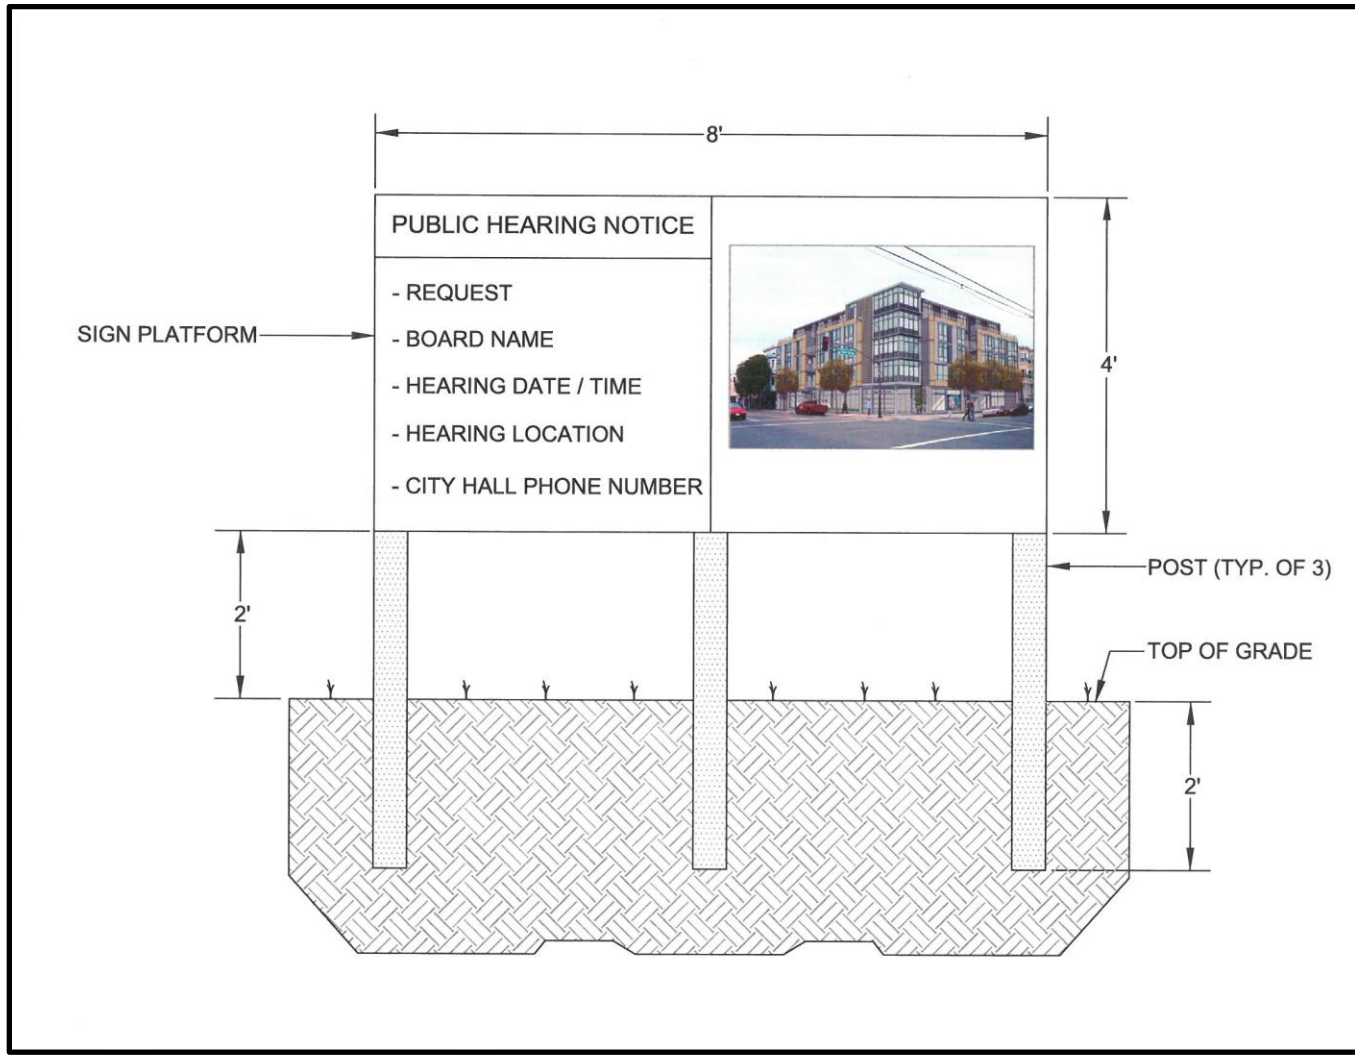 8'
PUBLIC HEARING NOTICE
- REQUEST
- BOARD NAME
- HEARING DATE / TIME
- HEARING LOCATION
- CITY HALL PHONE NUMBER
SIGN PLATFORM
4'
POST (TYP. OF 3)
2'
TOP OF GRADE
2'